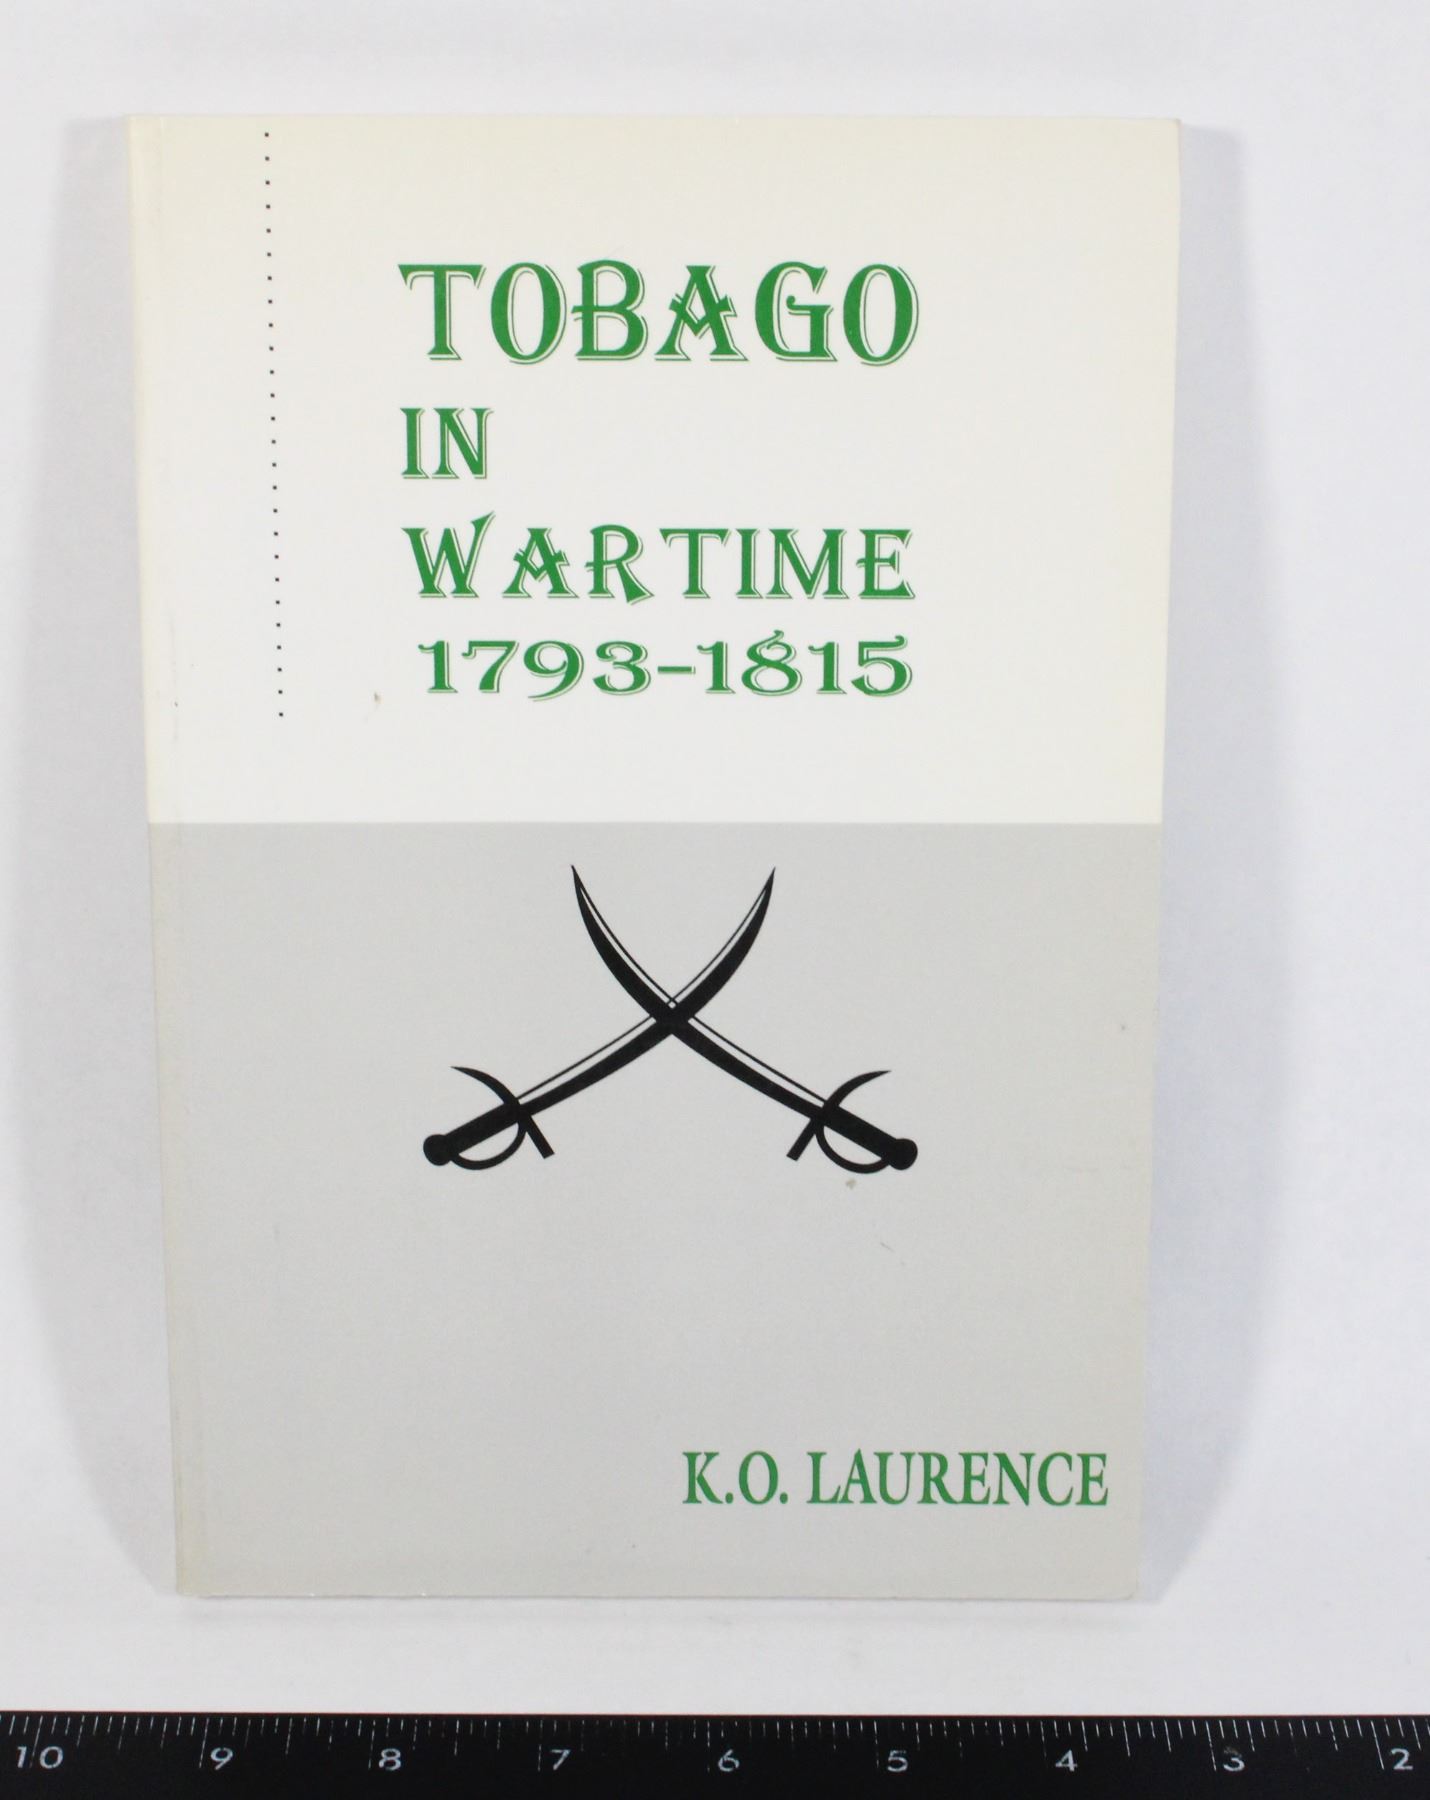 TOBAGO
IN
WARTIME
1793-1815
K.O. LAURENCE
10 9 8 7 6 5 4 3 2